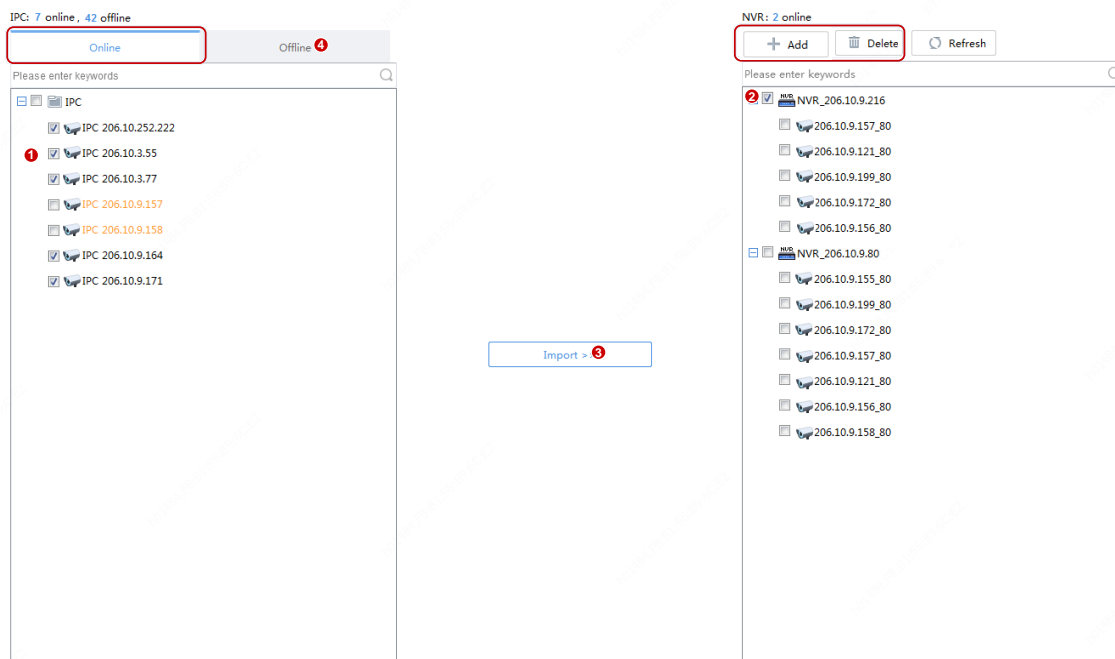 IPC: 7 online , 42 offline
Online
Offline 4
Please enter keywords
IPC
IPC 206.10.252.222
1 IPC 206.10.3.55
IPC 206.10.3.77
IPC 206.10.9.157
IPC 206.10.9.158
IPC 206.10.9.164
IPC 206.10.9.171
Import > 3
NVR: 2 online
Add
Delete
Refresh
Please enter keywords
2 NVR NVR_206.10.9.216
206.10.9.157_80
206.10.9.121_80
206.10.9.199_80
206.10.9.172_80
206.10.9.156_80
NVR NVR_206.10.9.80
206.10.9.155_80
206.10.9.199_80
206.10.9.172_80
206.10.9.157_80
206.10.9.121_80
206.10.9.156_80
206.10.9.158_80